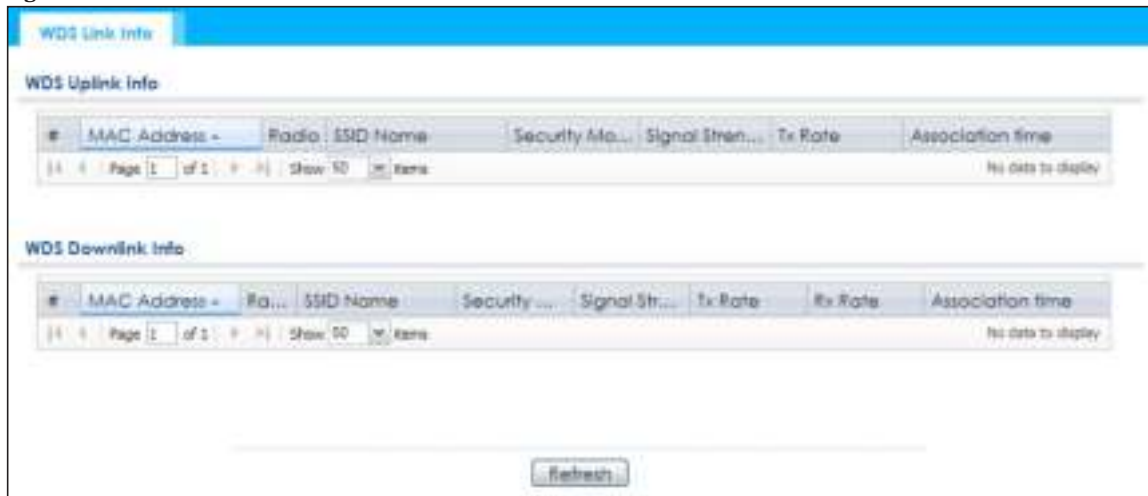 WDS Link Info
WDS Uplink Info
# MAC Address Radio SSID Name Security Mo... Signal Stren... Tx Rate Association time
Page 1 of 1 Show 50 items No data to display
WDS Downlink Info
# MAC Address Ra... SSID Name Security ... Signal Str... Tx Rate Rx Rate Association time
Page 1 of 1 Show 50 items No data to display
Refresh